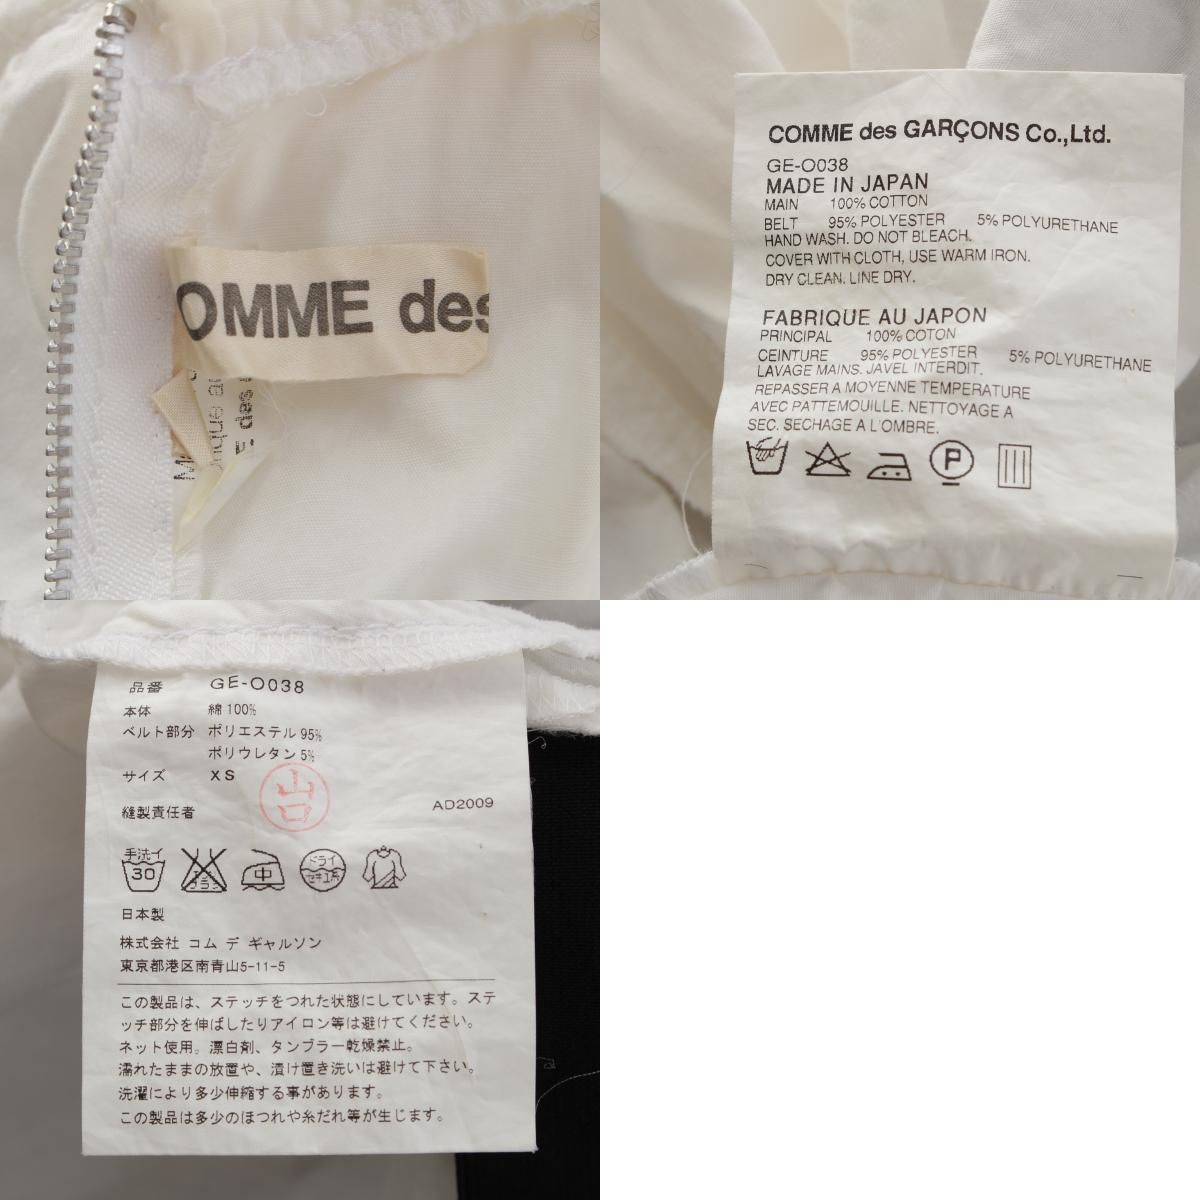 OMME des
COMME des GARÇONS Co.,Ltd.
GE-O038
MADE IN JAPAN
MAIN 100% COTTON
BELT 95% POLYESTER 5% POLYURETHANE
HAND WASH. DO NOT BLEACH.
COVER WITH CLOTH, USE WARM IRON.
DRY CLEAN. LINE DRY.
FABRIQUE AU JAPON
PRINCIPAL 100% COTON
CEINTURE 95% POLYESTER 5% POLYURETHANE
LAVAGE MAINS. JAVEL INTERDIT.
REPASSER A MOYENNE TEMPERATURE
AVEC PATTEMOUILLE. NETTOYAGE A
SEC. SECHAGE A L'OMBRE.
P
品番 GE-O038
本体 綿 100%
ベルト部分 ポリエステル 95%
ポリウレタン 5%
サイズ XS
縫製責任者 山口 AD2009
手洗イ 30 中 ドライ セキユ系
日本製
株式会社 コム デ ギャルソン
東京都港区南青山5-11-5
この製品は、ステッチをつれた状態にしています。ステ
ッチ部分を伸ばしたりアイロン等は避けてください。
ネット使用。漂白剤、タンブラー乾燥禁止。
濡れたままの放置や、漬け置き洗いは避けて下さい。
洗濯により多少伸縮する事があります。
この製品は多少のほつれや糸だれ等が生じます。